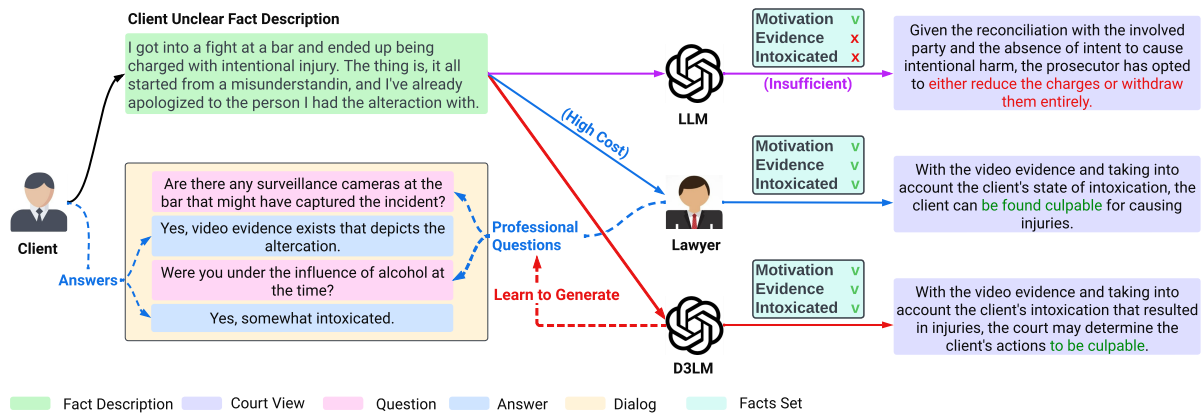 Client Unclear Fact Description
I got into a fight at a bar and ended up being
charged with intentional injury. The thing is, it all
started from a misunderstandin, and I've already
apologized to the person I had the alteraction with.
Motivation v
Evidence x
Intoxicated x
(Insufficient)
LLM
Given the reconciliation with the involved
party and the absence of intent to cause
intentional harm, the prosecutor has opted
to either reduce the charges or withdraw
them entirely.
(High Cost)
Client
Answers
Are there any surveillance cameras at the
bar that might have captured the incident?
Yes, video evidence exists that depicts the
altercation.
Were you under the influence of alcohol at
the time?
Yes, somewhat intoxicated.
Professional
Questions
Learn to Generate
Lawyer
Motivation v
Evidence v
Intoxicated v
With the video evidence and taking into
account the client's state of intoxication, the
client can be found culpable for causing
injuries.
D3LM
Motivation v
Evidence v
Intoxicated v
With the video evidence and taking into
account the client's intoxication that resulted
in injuries, the court may determine the
client's actions to be culpable.
Fact Description
Court View
Question
Answer
Dialog
Facts Set